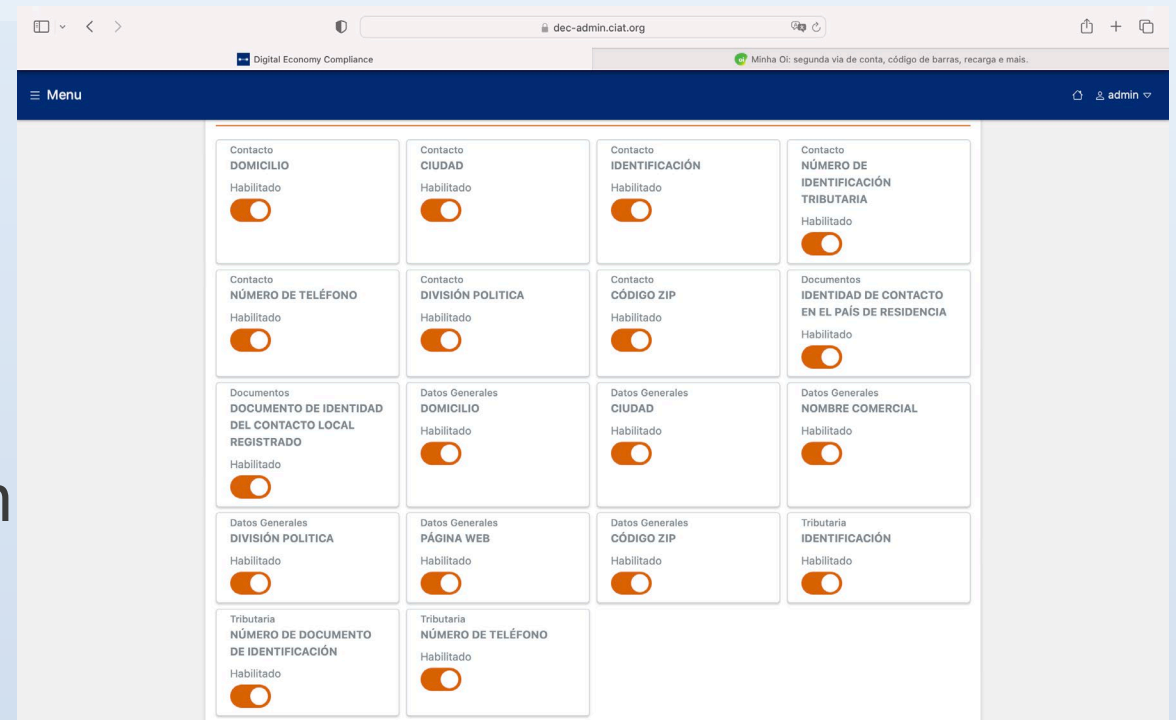 dec-admin.ciat.org
Digital Economy Compliance
Minha Oi: segunda via de conta, código de barras, recarga e mais.
Menu
admin
Contacto
DOMICILIO
Habilitado
Contacto
CIUDAD
Habilitado
Contacto
IDENTIFICACIÓN
Habilitado
Contacto
NÚMERO DE
IDENTIFICACIÓN
TRIBUTARIA
Habilitado
Contacto
NÚMERO DE TELÉFONO
Habilitado
Contacto
DIVISIÓN POLITICA
Habilitado
Contacto
CÓDIGO ZIP
Habilitado
Documentos
IDENTIDAD DE CONTACTO
EN EL PAÍS DE RESIDENCIA
Habilitado
Documentos
DOCUMENTO DE IDENTIDAD
DEL CONTACTO LOCAL
REGISTRADO
Habilitado
Datos Generales
DOMICILIO
Habilitado
Datos Generales
CIUDAD
Habilitado
Datos Generales
NOMBRE COMERCIAL
Habilitado
n
Datos Generales
DIVISIÓN POLITICA
Habilitado
Datos Generales
PÁGINA WEB
Habilitado
Datos Generales
CÓDIGO ZIP
Habilitado
Tributaria
IDENTIFICACIÓN
Habilitado
Tributaria
NÚMERO DE DOCUMENTO
DE IDENTIFICACIÓN
Habilitado
Tributaria
NÚMERO DE TELÉFONO
Habilitado